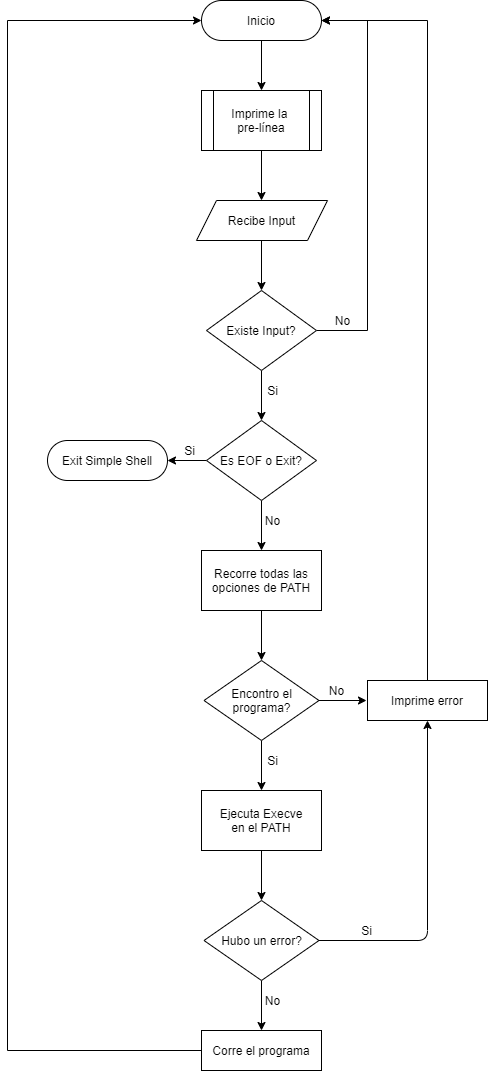 Inicio
Imprime la
pre-línea
Recibe Input
Existe Input?
No
Si
Es EOF o Exit?
Si
Exit Simple Shell
No
Recorre todas las
opciones de PATH
Encontro el
programa?
No
Imprime error
Si
Ejecuta Execve
en el PATH
Hubo un error?
Si
No
Corre el programa